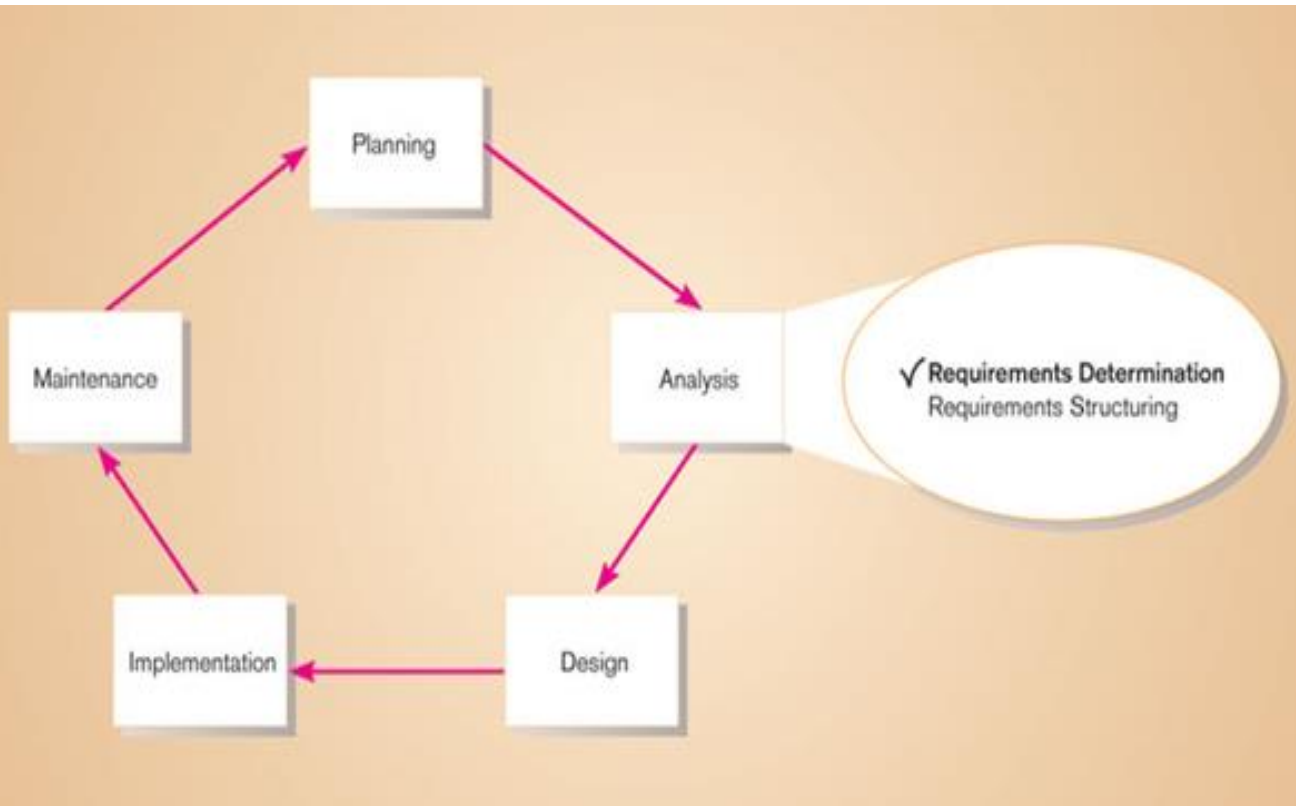 Planning
Maintenance
Analysis
✓Requirements Determination
Requirements Structuring
Implementation
Design